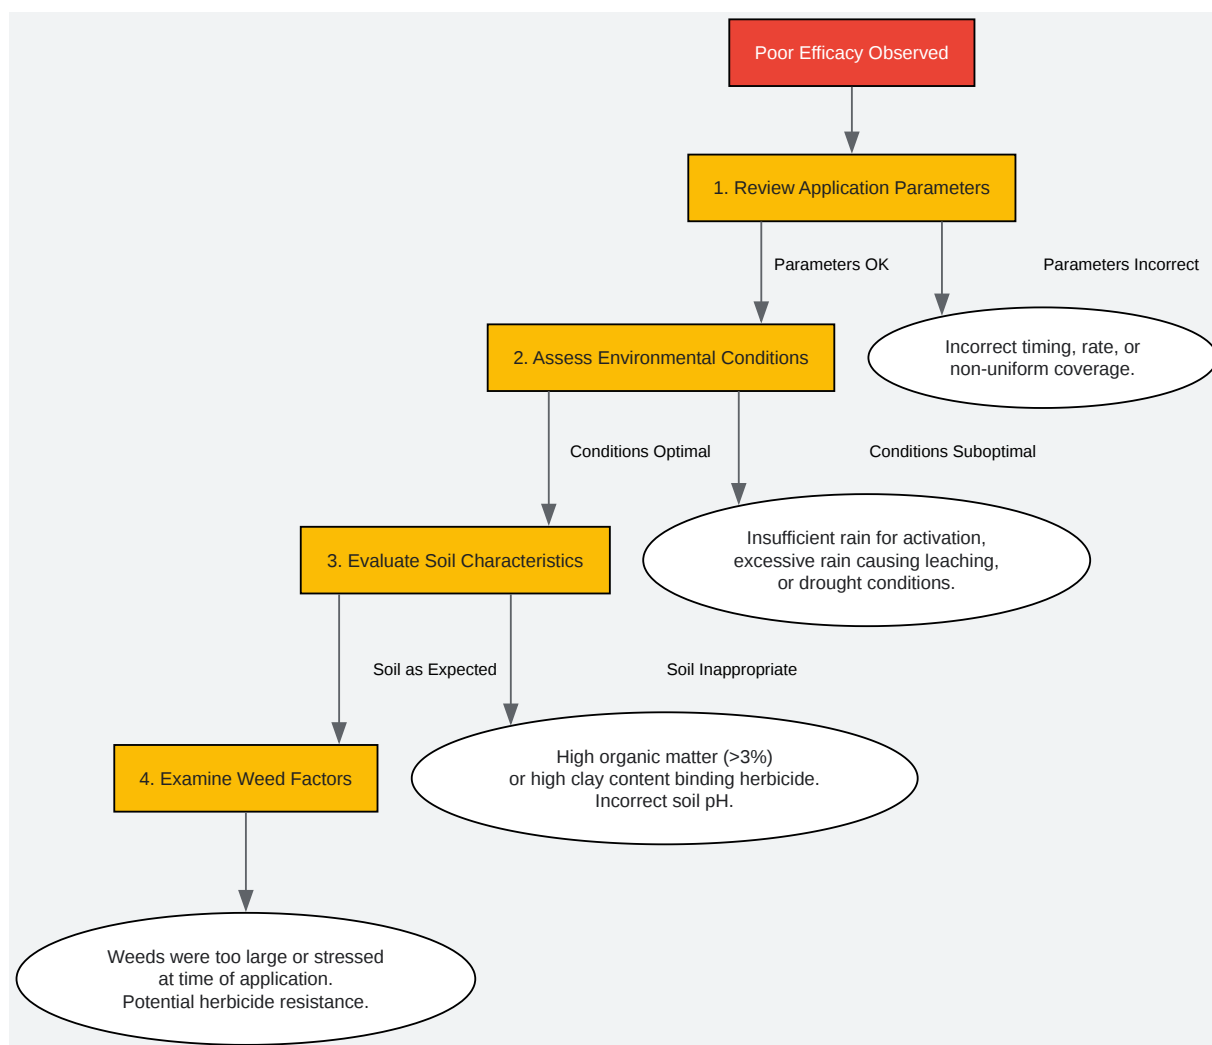 Poor Efficacy Observed
1. Review Application Parameters
Parameters OK
Parameters Incorrect
2. Assess Environmental Conditions
Incorrect timing, rate, or
non-uniform coverage.
Conditions Optimal
Conditions Suboptimal
3. Evaluate Soil Characteristics
Insufficient rain for activation,
excessive rain causing leaching,
or drought conditions.
Soil as Expected
Soil Inappropriate
4. Examine Weed Factors
High organic matter (>3%)
or high clay content binding herbicide.
Incorrect soil pH.
Weeds were too large or stressed
at time of application.
Potential herbicide resistance.